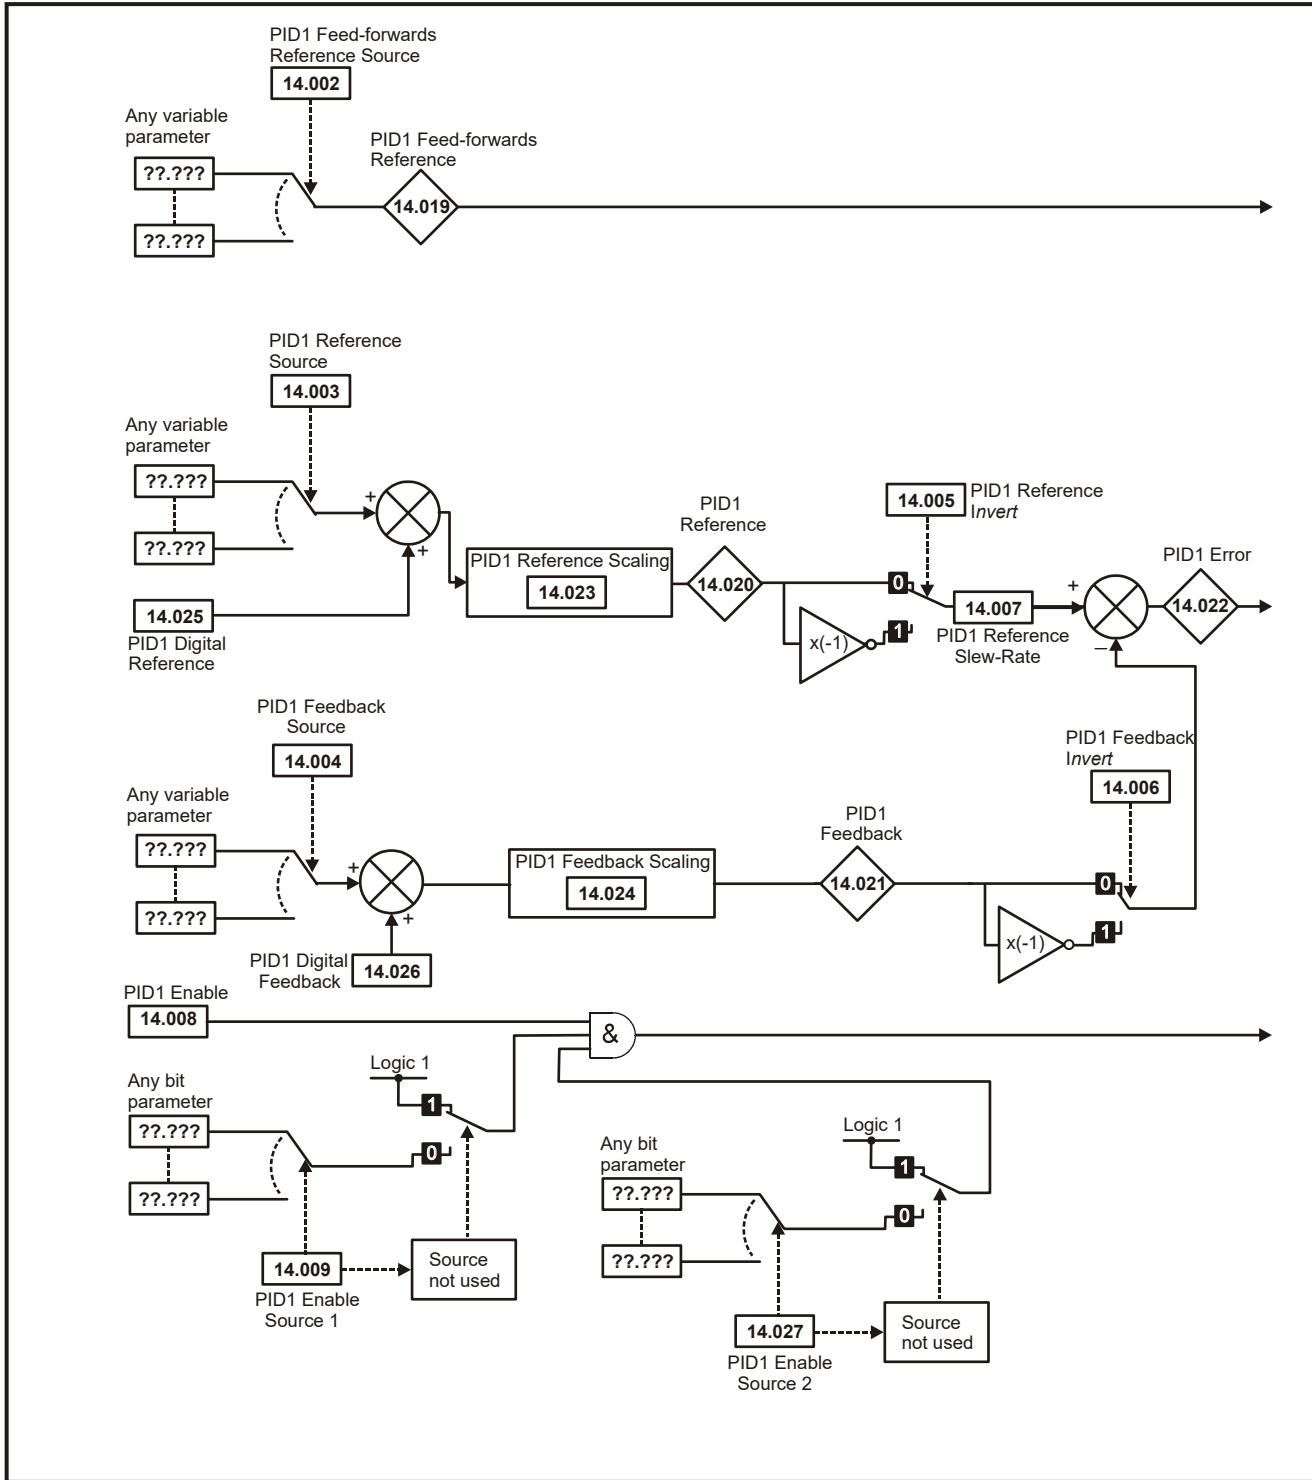 PID1 Feed-forwards
Reference Source
14.002
Any variable
parameter
PID1 Feed-forwards
Reference
??.???
14.019
??.???
PID1 Reference
Source
14.003
Any variable
parameter
??.???
+
??.???
+
PID1 Reference Scaling
14.023
PID1
Reference
14.020
14.005
PID1 Reference
Invert
0
x(-1)
1
14.007
PID1 Reference
Slew-Rate
+
–
PID1 Error
14.022
14.025
PID1 Digital
Reference
PID1 Feedback
Source
14.004
Any variable
parameter
??.???
+
??.???
+
PID1 Digital
Feedback
14.026
PID1 Feedback Scaling
14.024
PID1
Feedback
14.021
PID1 Feedback
Invert
14.006
0
x(-1)
1
PID1 Enable
14.008
&
Any bit
parameter
??.???
??.???
Logic 1
1
0
14.009
PID1 Enable
Source 1
Source
not used
Any bit
parameter
??.???
??.???
Logic 1
1
0
14.027
PID1 Enable
Source 2
Source
not used